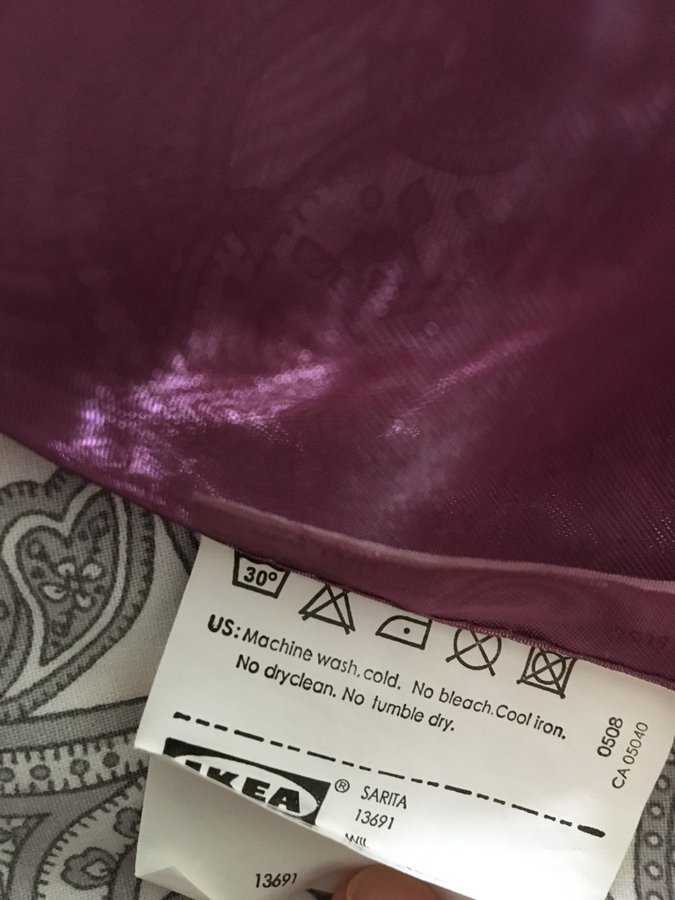 30°
US: Machine wash, cold. No bleach. Cool iron.
No dryclean. No tumble dry.
0508
CA 05040
IKEA ® SARITA
13691
13691